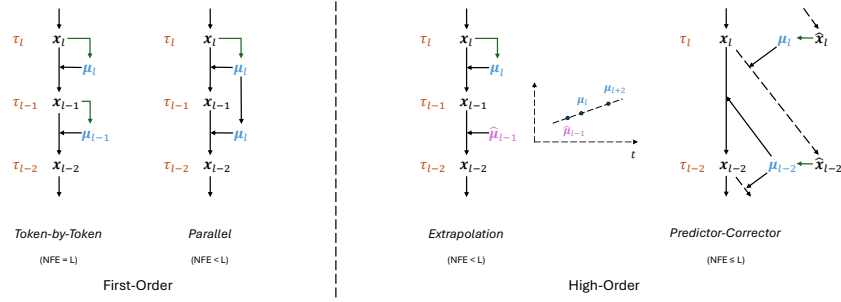 τ_l x_l
μ_l
τ_{l-1} x_{l-1}
μ_{l-1}
τ_{l-2} x_{l-2}
Token-by-Token
(NFE = L)
τ_l x_l
μ_l
τ_{l-1} x_{l-1}
μ_l
τ_{l-2} x_{l-2}
Parallel
(NFE < L)
First-Order
τ_l x_l
μ_l
τ_{l-1} x_{l-1}
μ̂_{l-1}
τ_{l-2} x_{l-2}
μ_{l+2}
μ_l
μ̂_{l-1}
t
Extrapolation
(NFE < L)
τ_l x_l μ_l x̂_l
τ_{l-2} x_{l-2} μ_{l-2} x̂_{l-2}
Predictor-Corrector
(NFE ≤ L)
High-Order